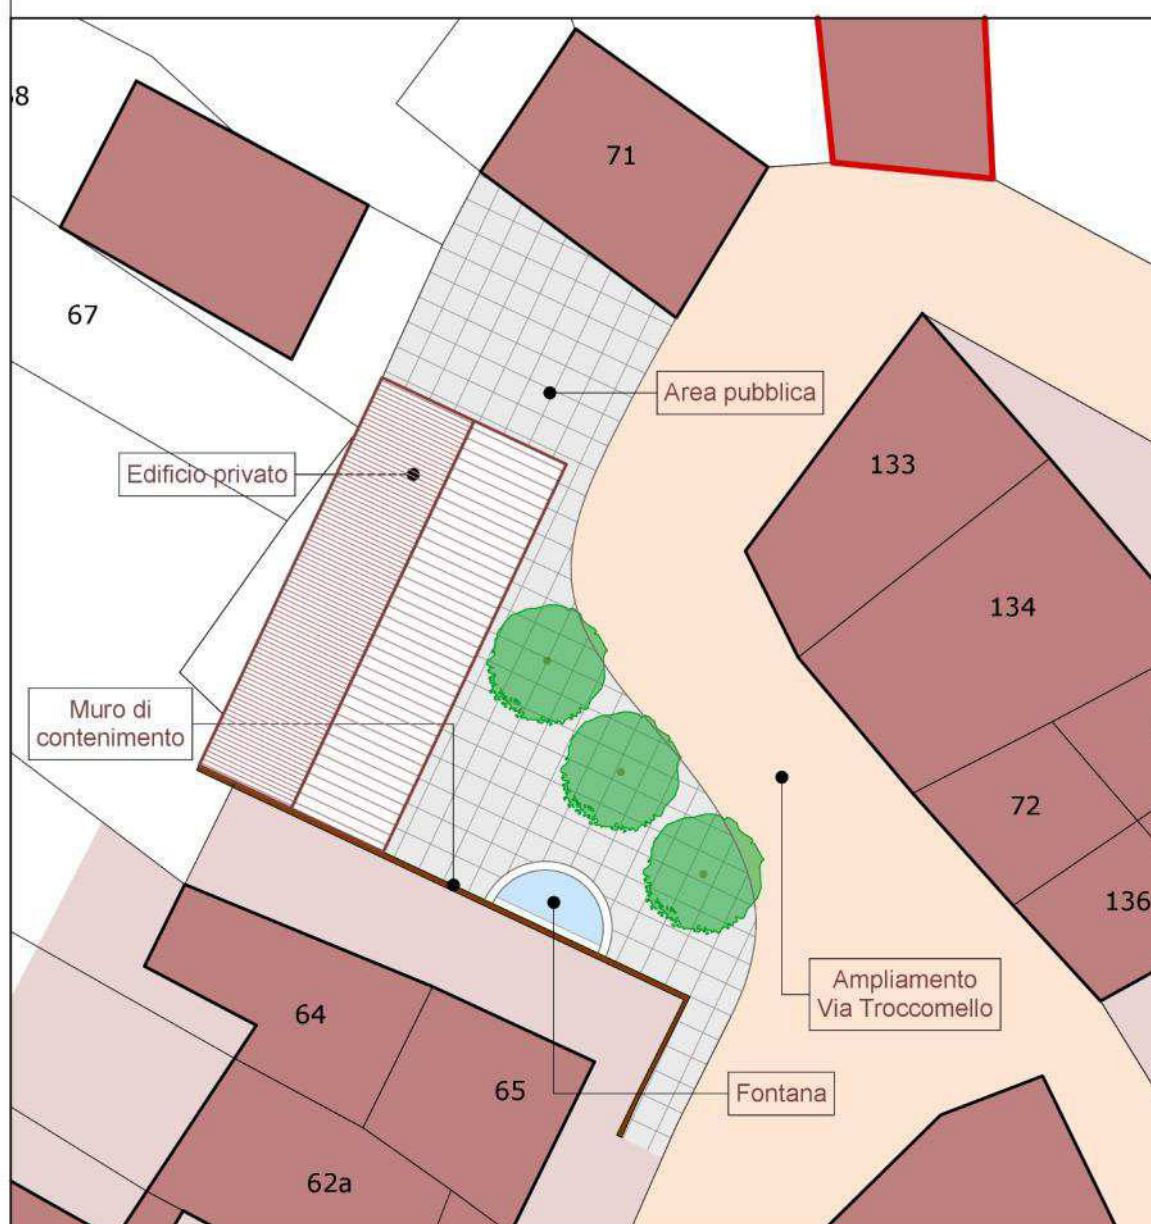 71
67
Area pubblica
133
Edificio privato
134
Muro di
contenimento
72
136
Ampliamento
Via Troccomello
64
65
Fontana
62a